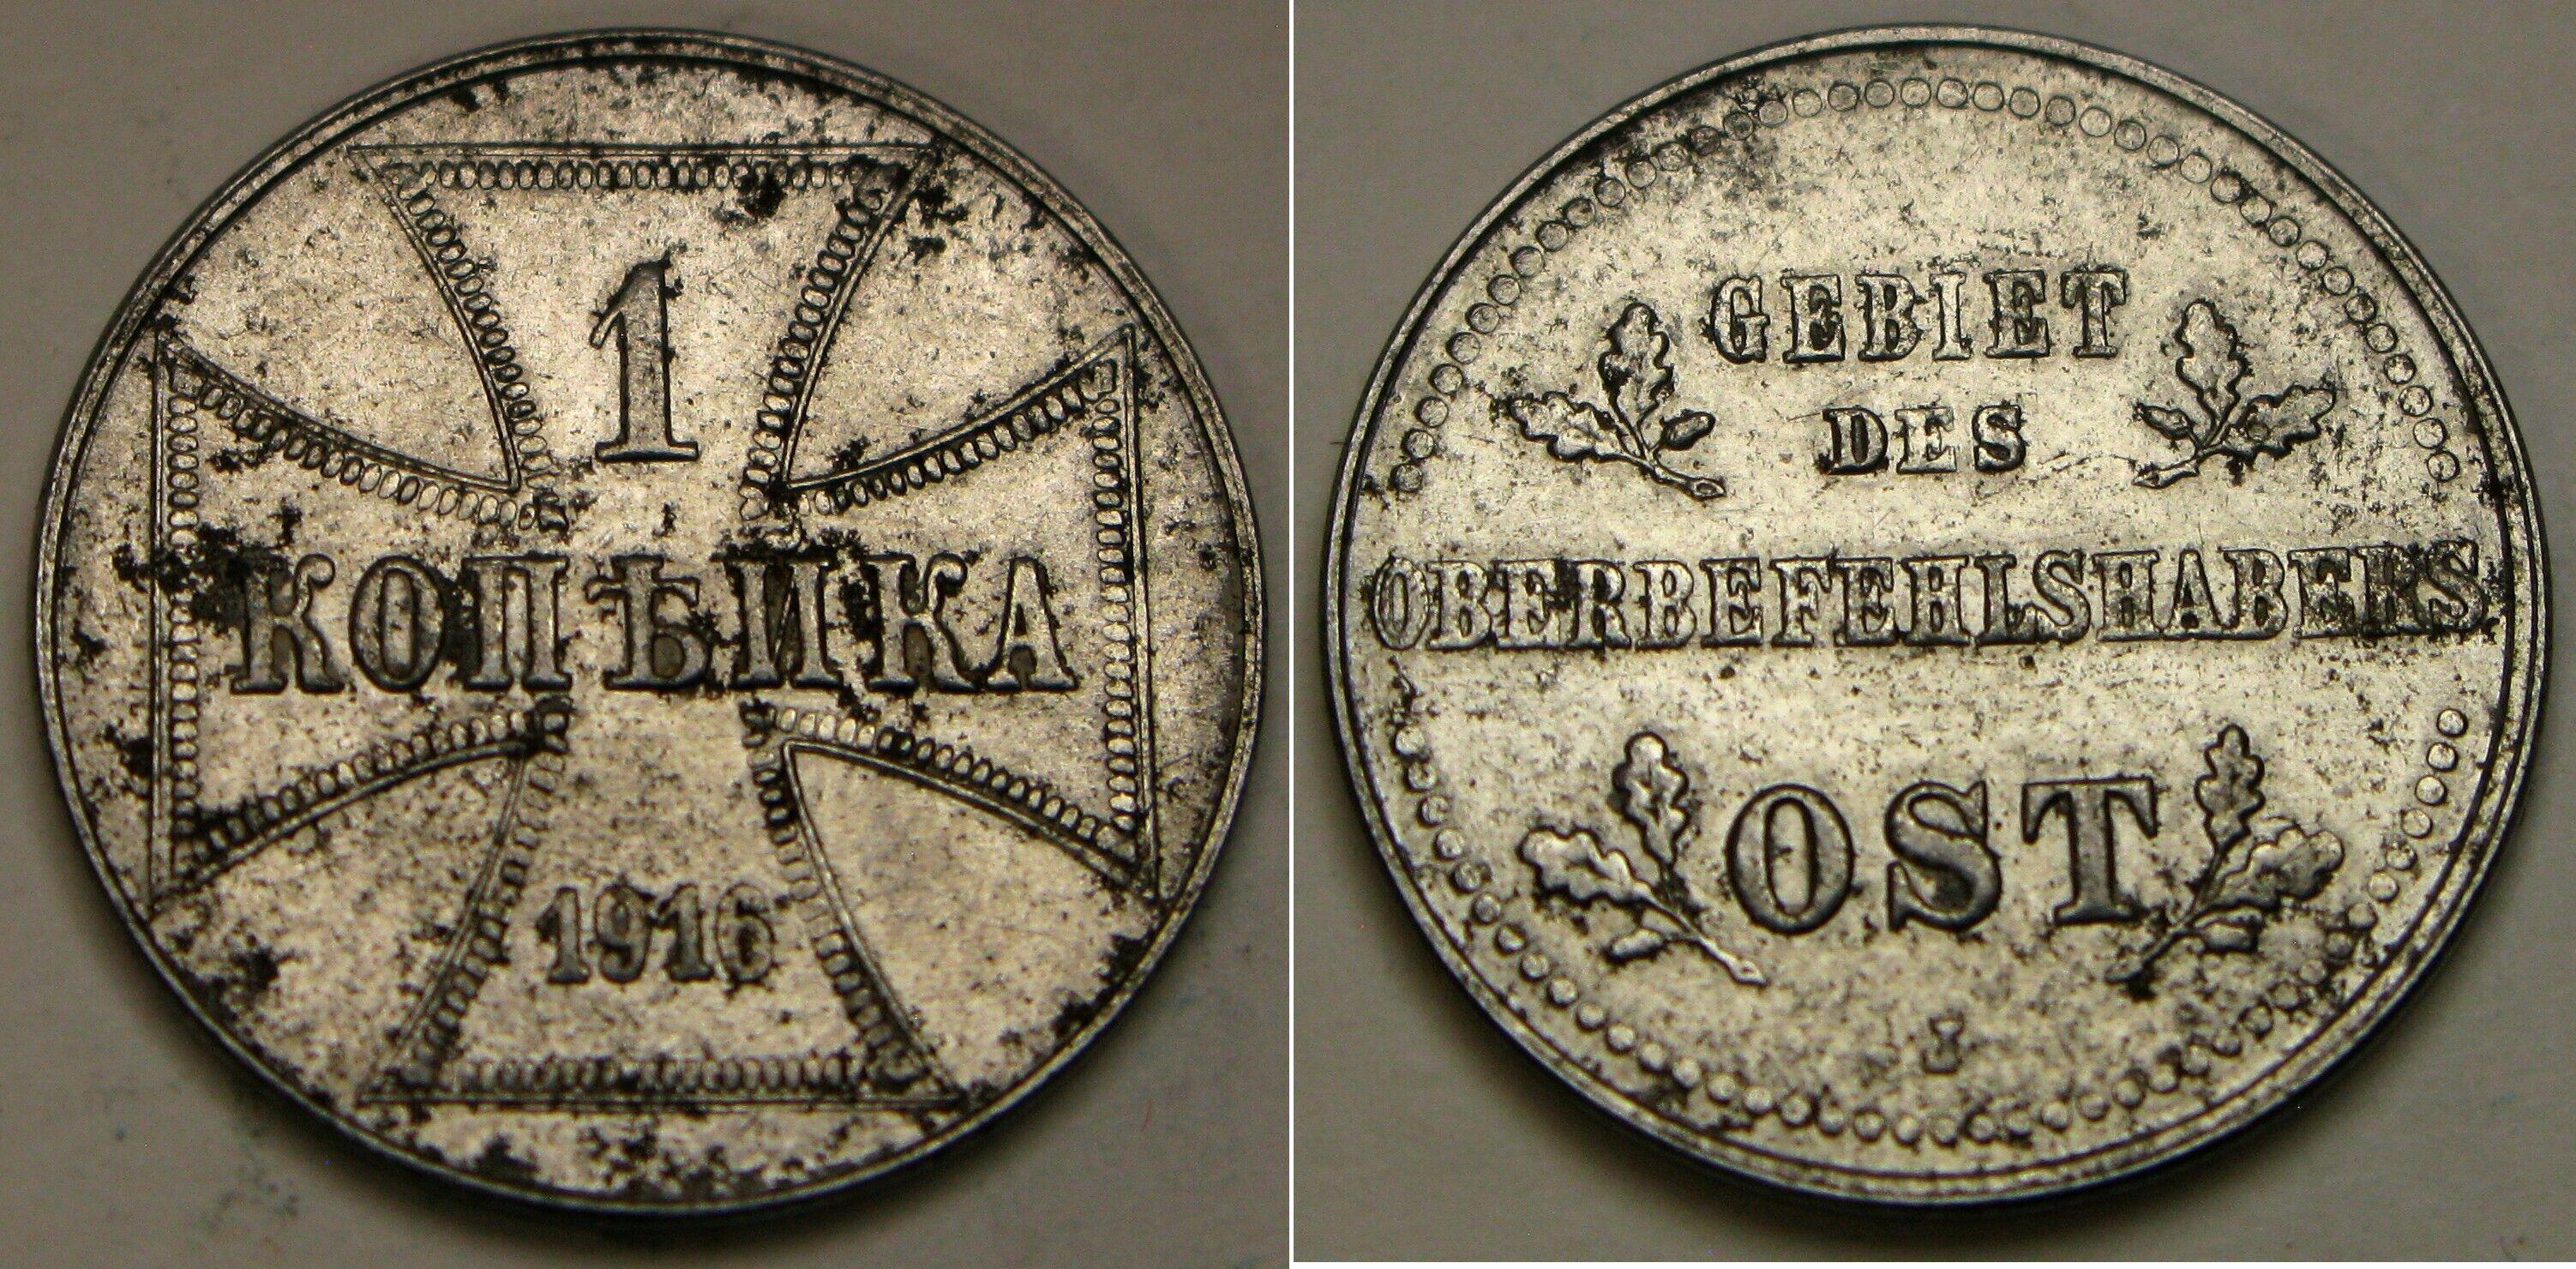 1
КОПѢЙКА
1916
GEBIET
DES
OBERBEFEHLSHABERS
OST
J